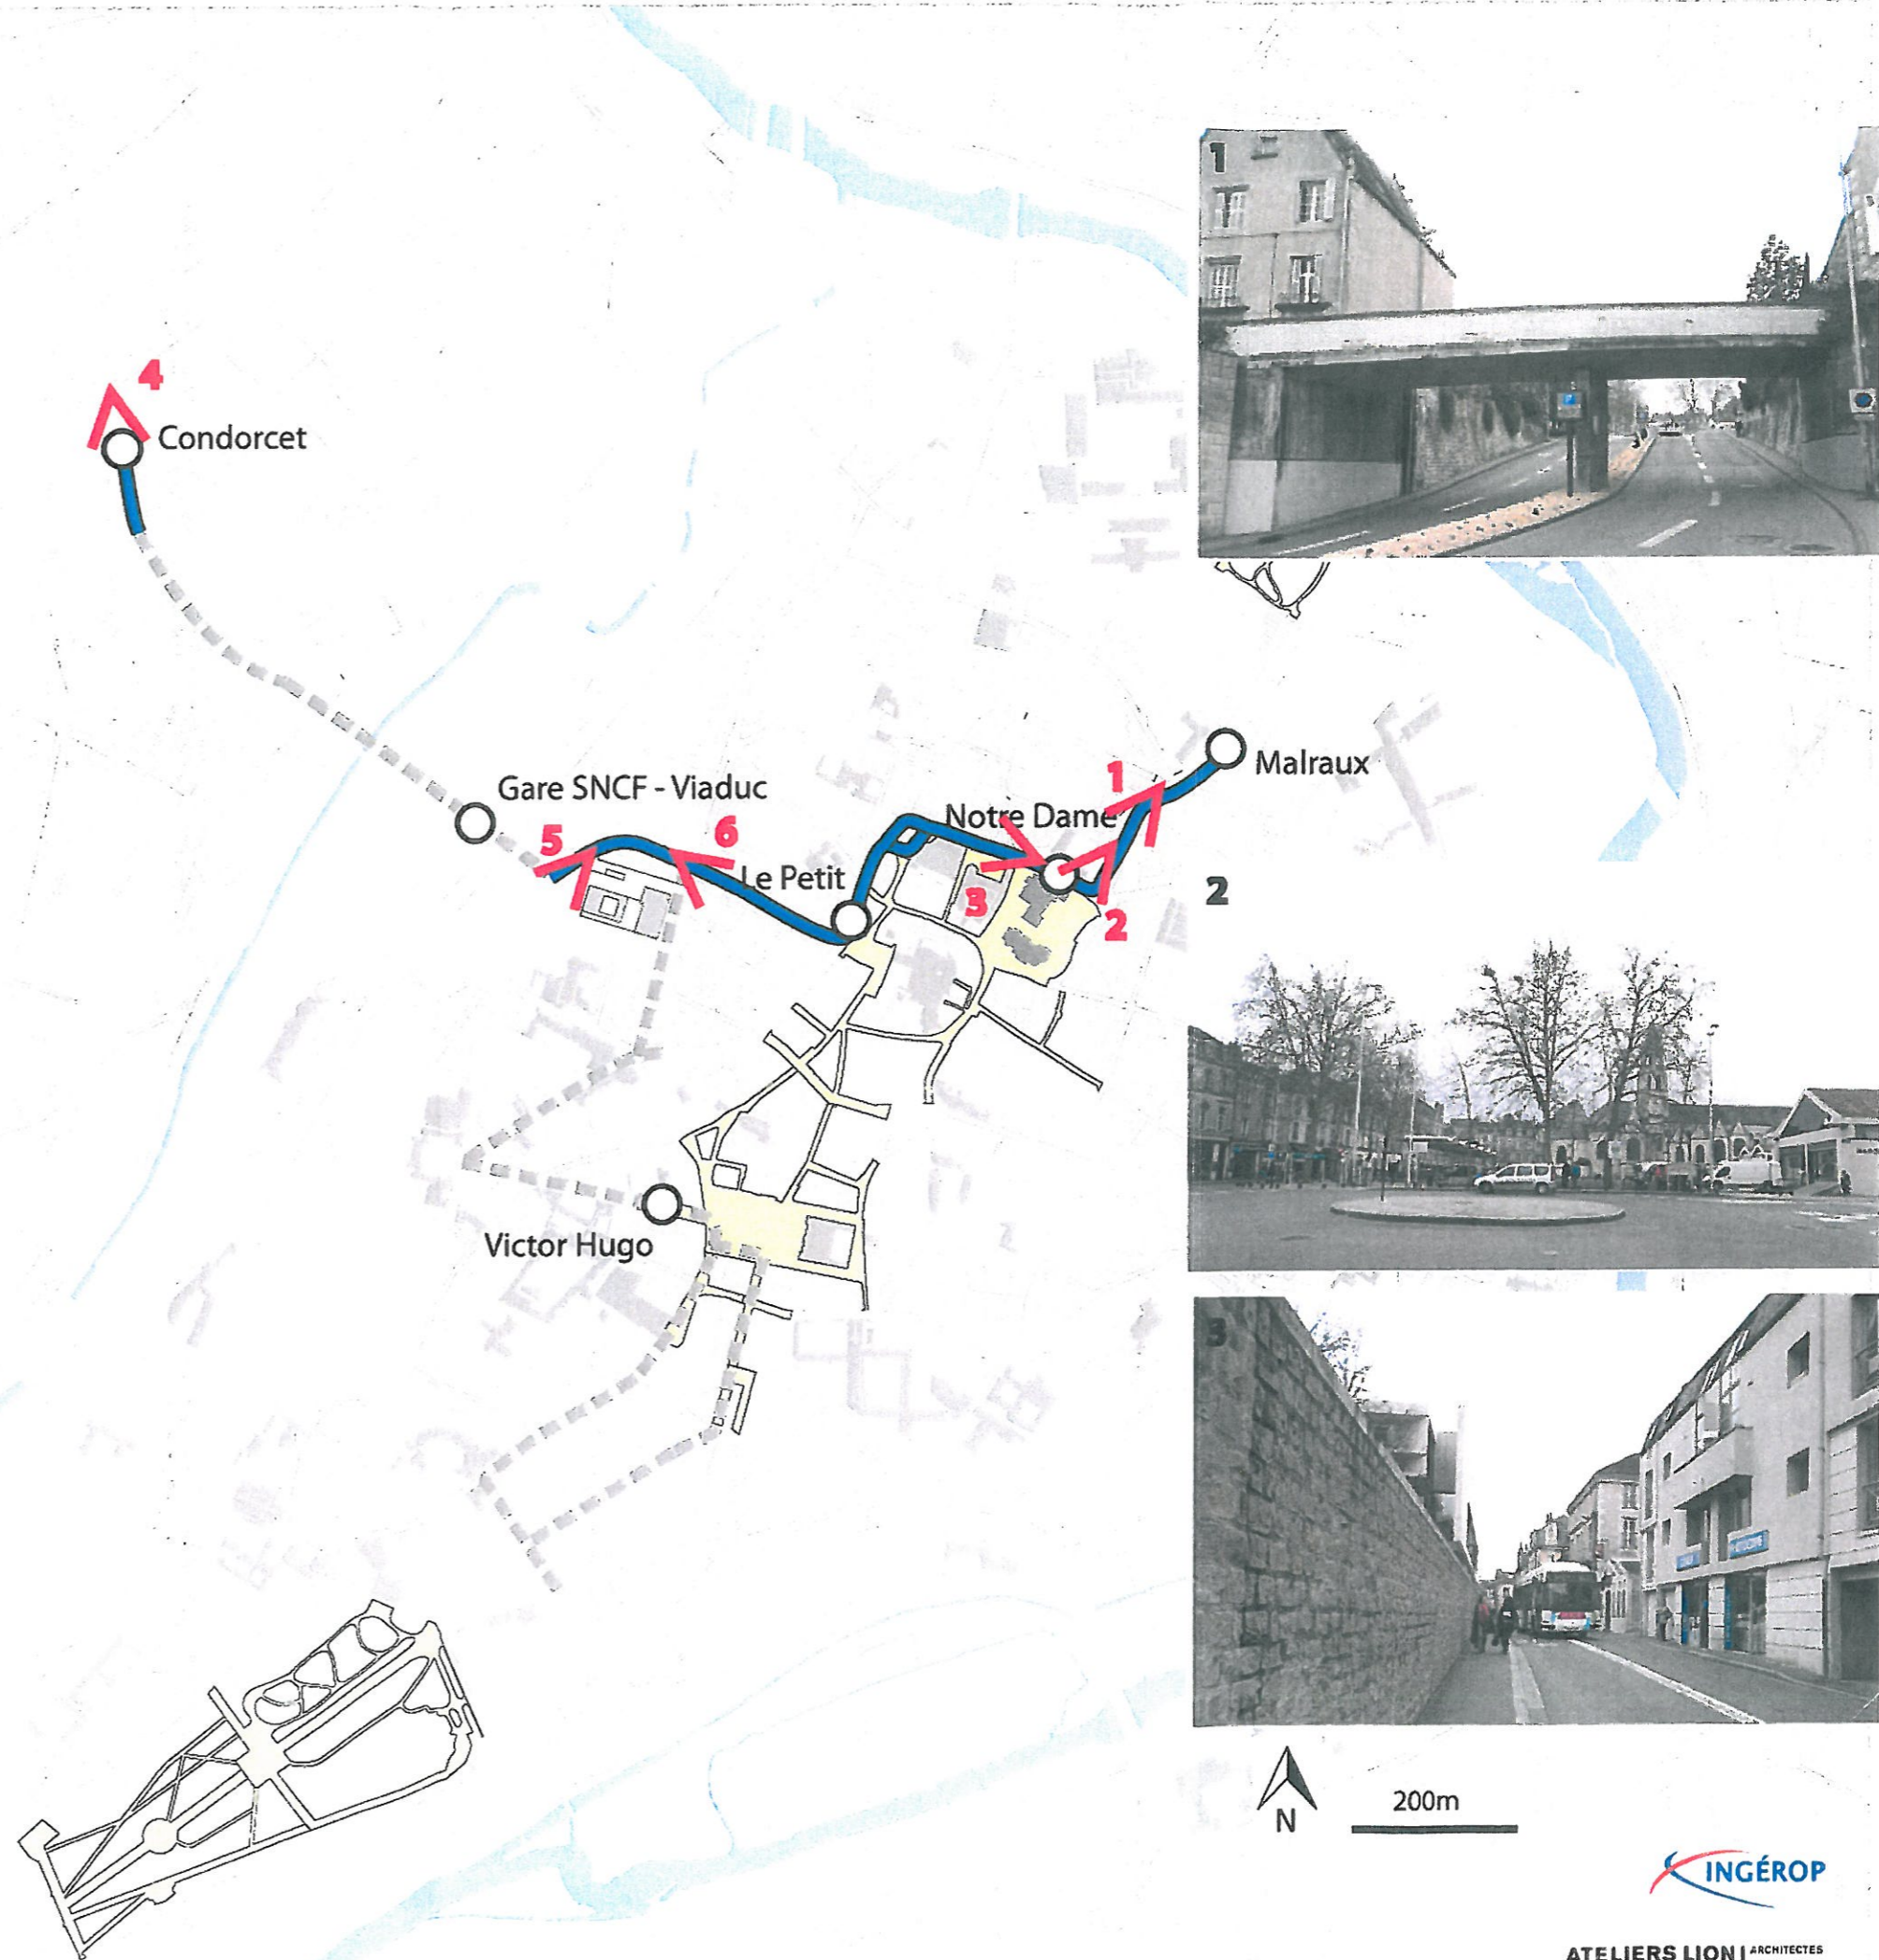 1
4
Condorcet
Malraux
1
Gare SNCF - Viaduc
Notre Dame
5
6
Le Petit
3
2
2
Victor Hugo
3
200m
N
INGÉROP
ATELIERS LION | ARCHITECTES